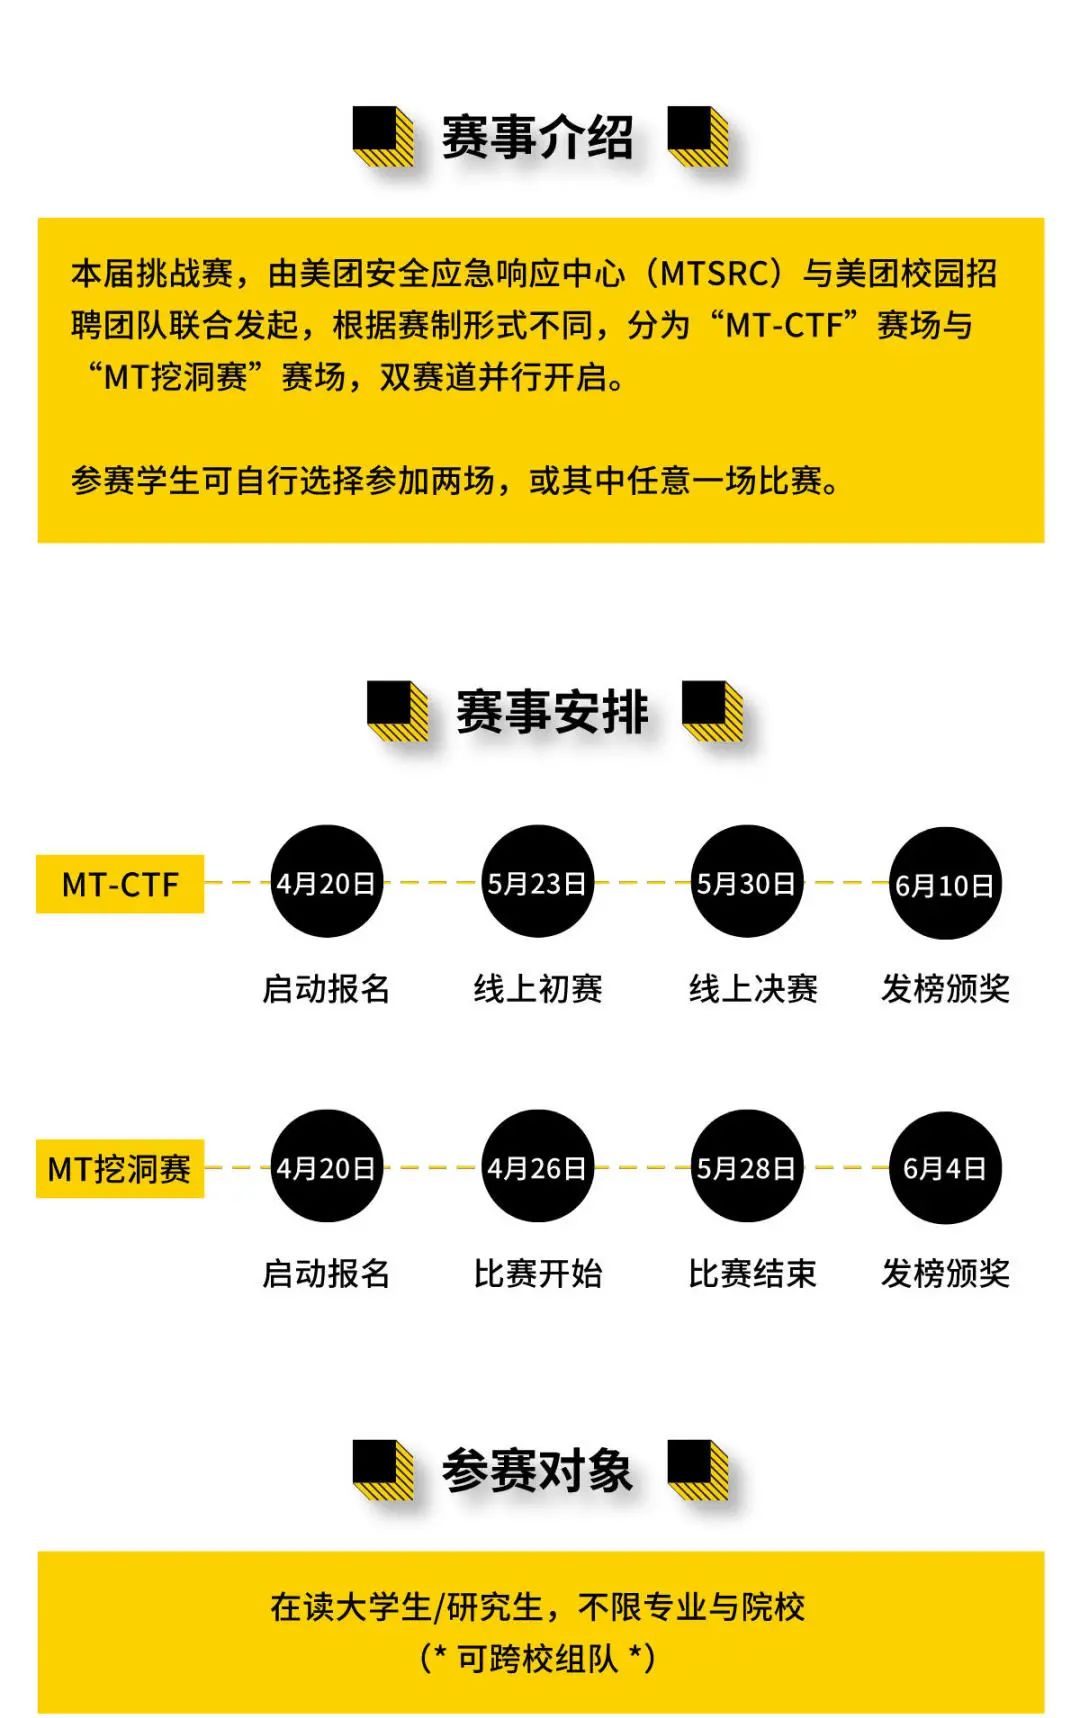 赛事介绍
本届挑战赛，由美团安全应急响应中心（MTSRC）与美团校园招
聘团队联合发起，根据赛制形式不同，分为“MT-CTF”赛场与
“MT挖洞赛”赛场，双赛道并行开启。
参赛学生可自行选择参加两场，或其中任意一场比赛。
赛事安排
MT-CTF 4月20日 5月23日 5月30日 6月10日
启动报名 线上初赛 线上决赛 发榜颁奖
MT挖洞赛 4月20日 4月26日 5月28日 6月4日
启动报名 比赛开始 比赛结束 发榜颁奖
参赛对象
在读大学生/研究生，不限专业与院校
（* 可跨校组队 *）